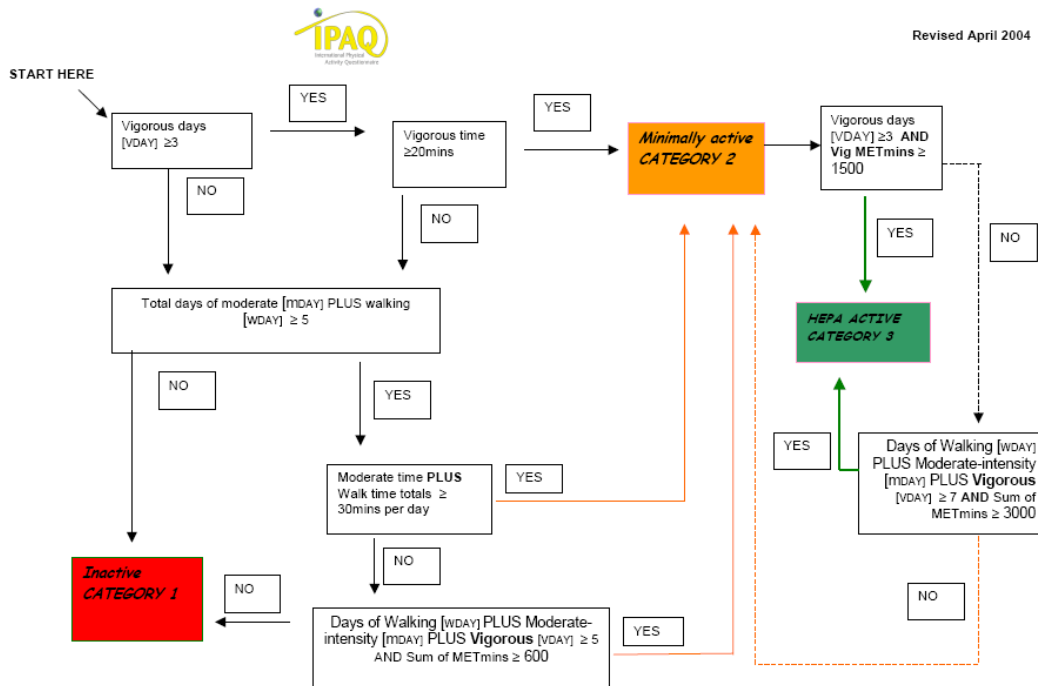 iPAQ
International Physical
Activity Questionnaire
Revised April 2004
START HERE
Vigorous days
[VDAY] ≥3
YES
Vigorous time
≥20mins
YES
Minimally active
CATEGORY 2
Vigorous days
[VDAY] ≥3 AND
Vig METmins ≥
1500
NO
NO
YES
NO
Total days of moderate [mDAY] PLUS walking
[WDAY] ≥ 5
HEPA ACTIVE
CATEGORY 3
NO
YES
YES
Days of Walking [WDAY]
PLUS Moderate-intensity
[mDAY] PLUS Vigorous
[VDAY] ≥ 7 AND Sum of
METmins ≥ 3000
Moderate time PLUS
Walk time totals ≥
30mins per day
YES
Inactive
CATEGORY 1
NO
NO
NO
Days of Walking [WDAY] PLUS Moderate-
intensity [mDAY] PLUS Vigorous [VDAY] ≥ 5
AND Sum of METmins ≥ 600
YES